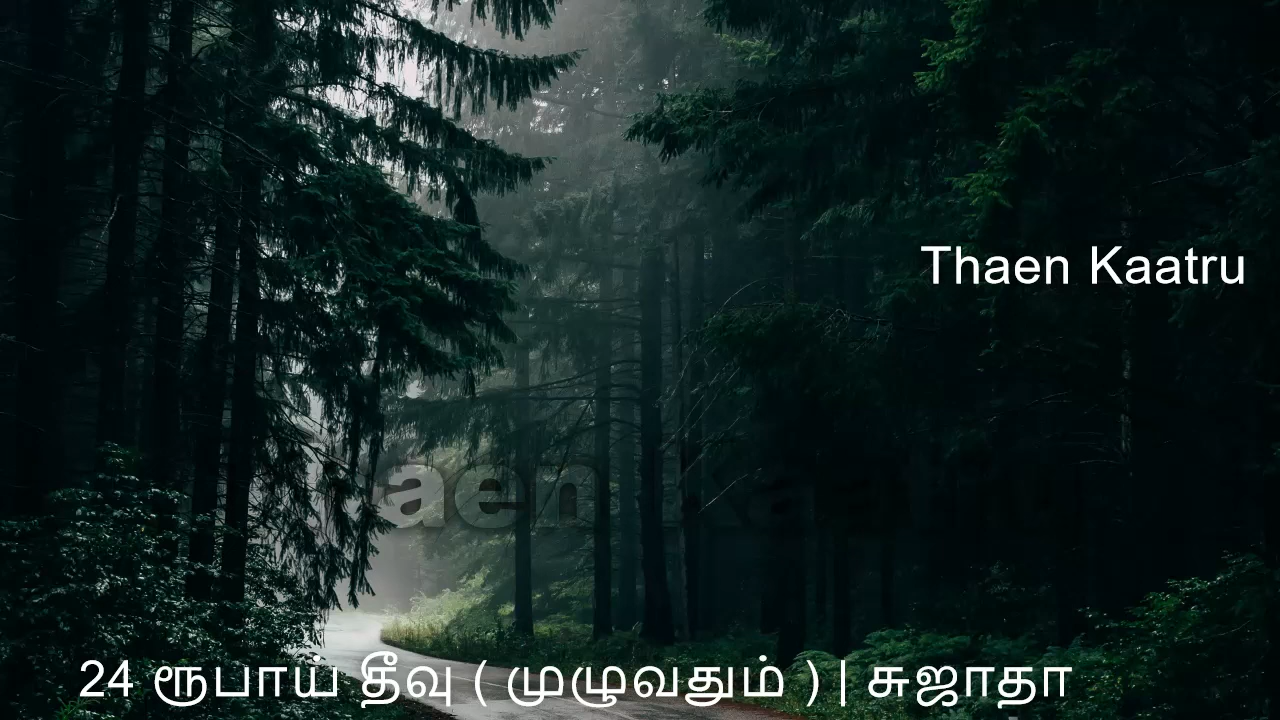 Thaen Kaatru
24 ரூபாய் தீவு ( முழுவதும் ) | சுஜாதா